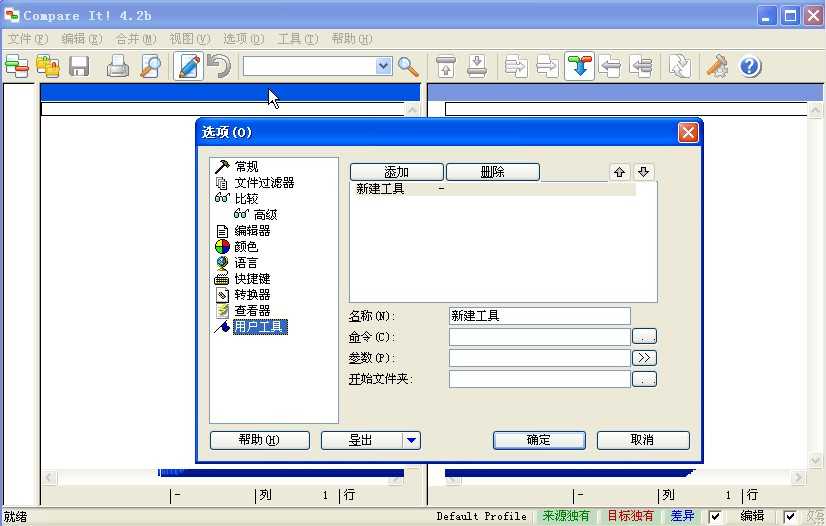 Compare It! 4.2b
文件(F) 编辑(E) 合并(M) 视图(V) 选项(O) 工具(T) 帮助(H)
选项(O)
常规
文件过滤器
比较
高级
编辑器
颜色
语言
快捷键
转换器
查看器
用户工具
添加 删除
新建工具 -
名称(N): 新建工具
命令(C): ..
参数(P): >>
开始文件夹: ..
帮助(H) 导出 确定 取消
- 列 1 行 - 列 1 行
就绪 Default Profile 来源独有 目标独有 差异 编辑